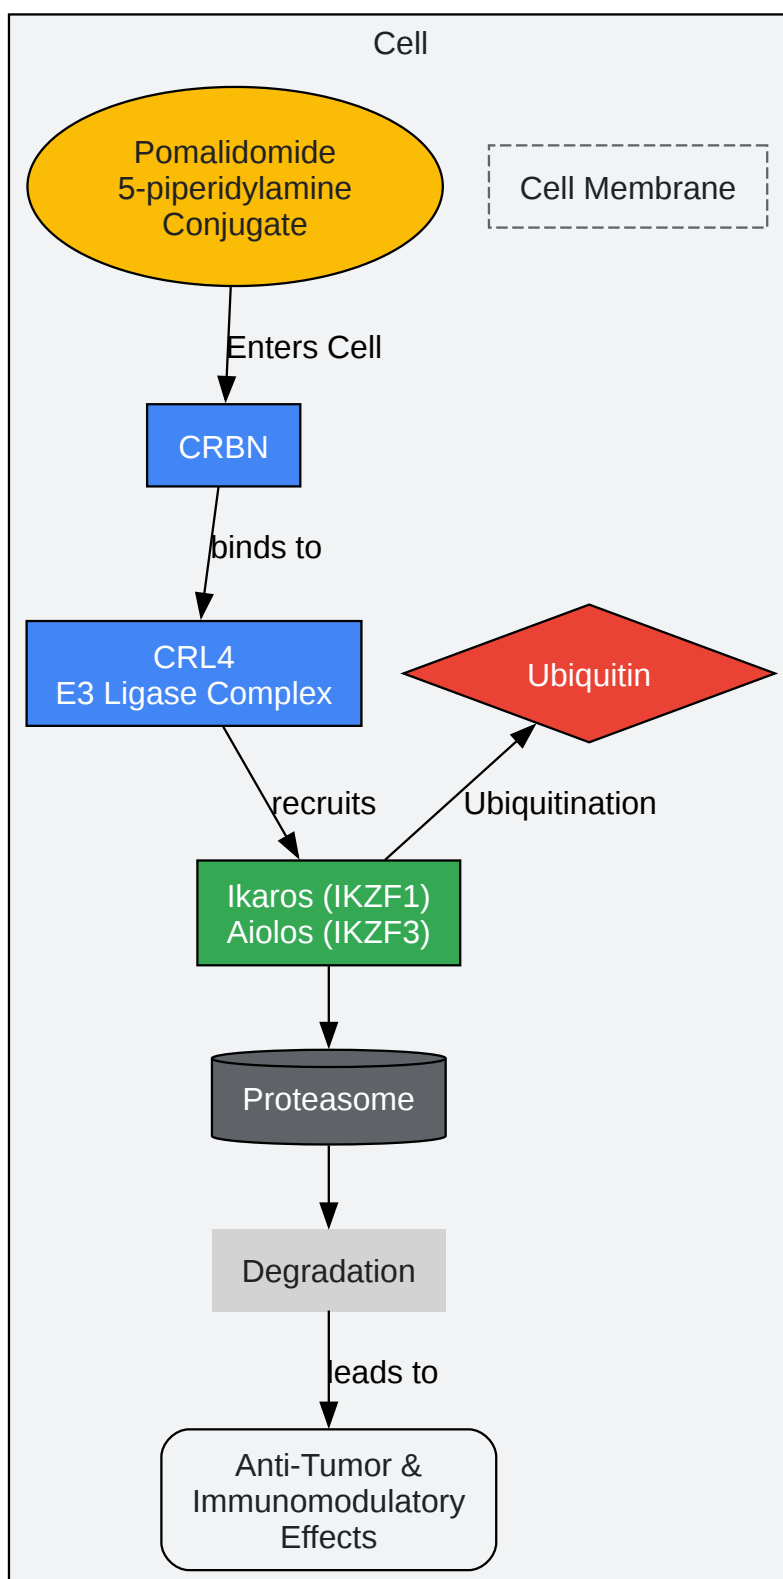 Cell
Pomalidomide
5-piperidylamine
Conjugate
Cell Membrane
Enters Cell
CRBN
binds to
CRL4
E3 Ligase Complex
Ubiquitin
recruits
Ubiquitination
Ikaros (IKZF1)
Aiolos (IKZF3)
Proteasome
Degradation
leads to
Anti-Tumor &
Immunomodulatory
Effects